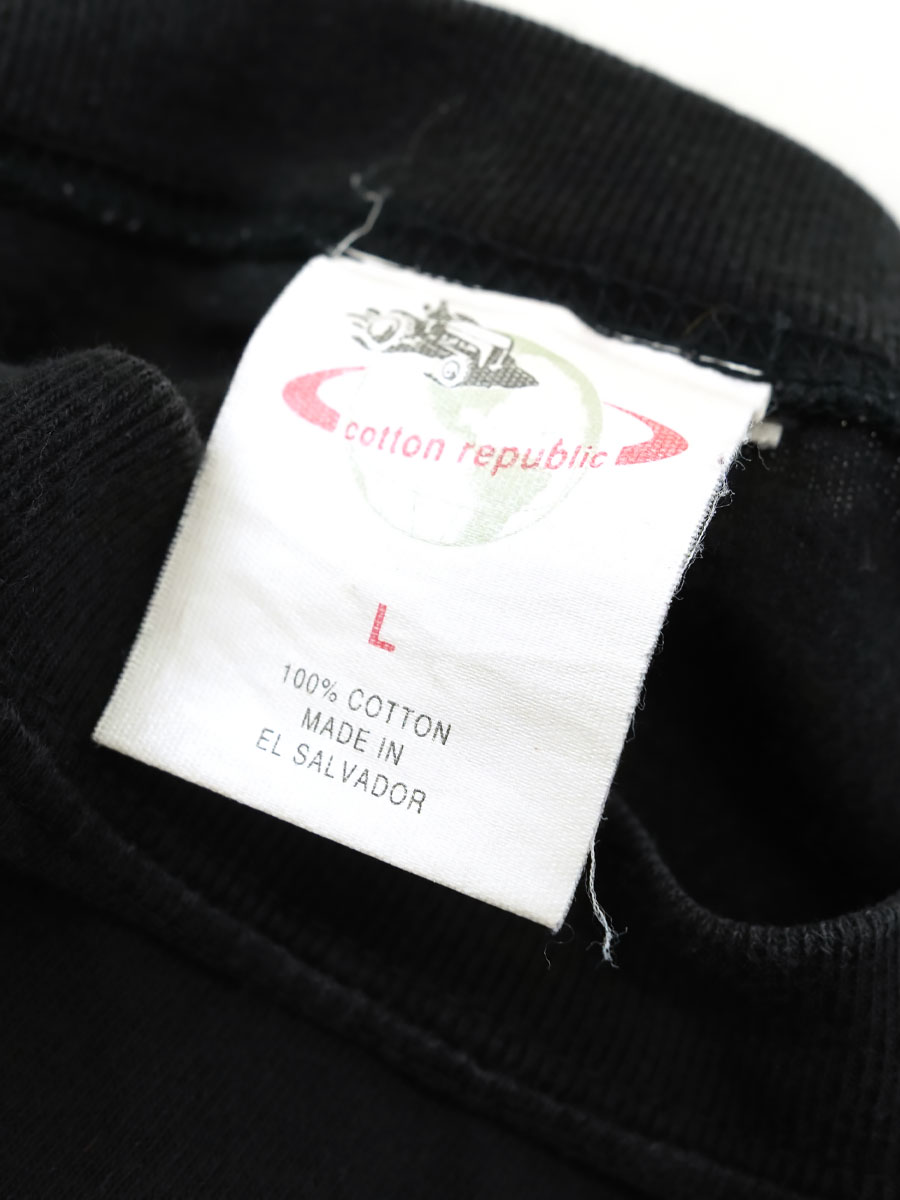 cotton republic
L
100% COTTON
MADE IN
EL SALVADOR